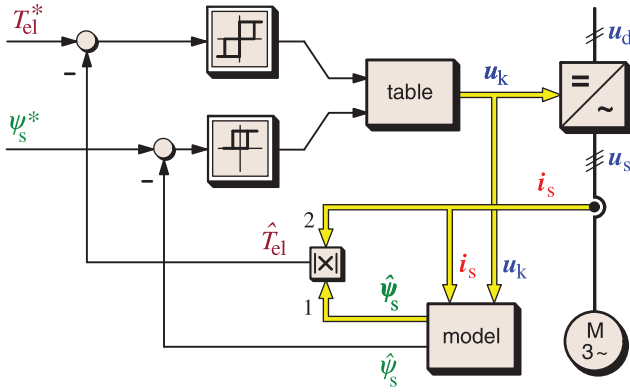 T_el*
u_d
u_k
table
=
~
ψ_s*
u_s
i_s
2
T̂_el
|×|
i_s
u_k
1
ψ̂_s
model
M
3~
ψ̂_s